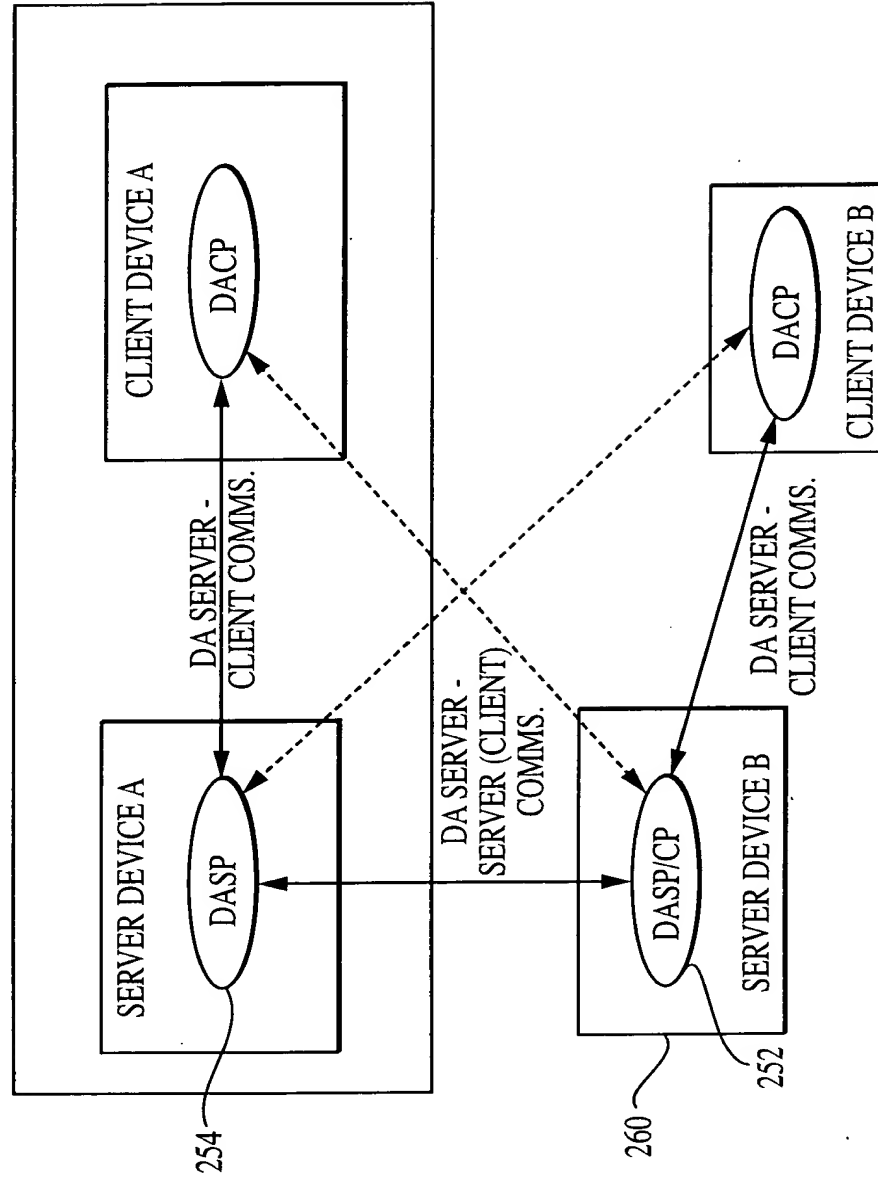 SERVER DEVICE A
DASP
254
DA SERVER -
CLIENT COMMS.
CLIENT DEVICE A
DACP
DA SERVER -
SERVER (CLIENT)
COMMS.
DASP/CP
SERVER DEVICE B
260
252
DA SERVER -
CLIENT COMMS.
DACP
CLIENT DEVICE B